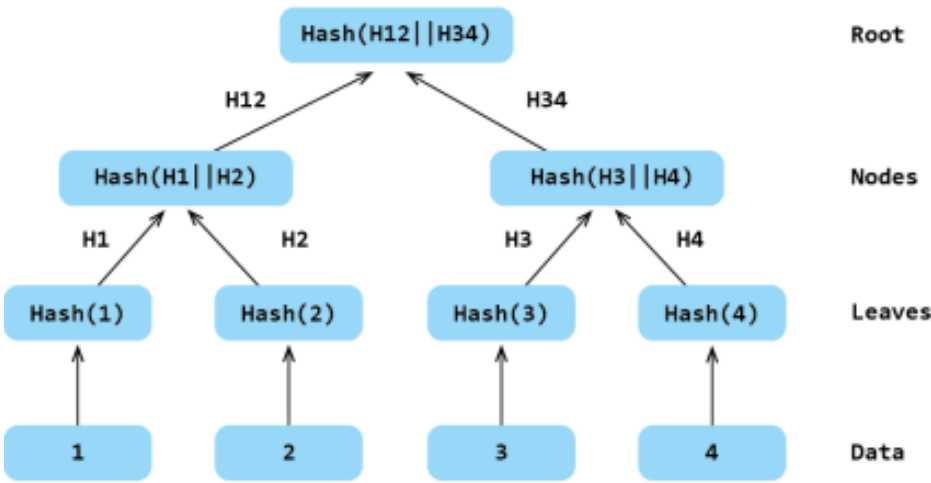 Hash(H12||H34) Root
H12 H34
Hash(H1||H2) Hash(H3||H4) Nodes
H1 H2 H3 H4
Hash(1) Hash(2) Hash(3) Hash(4) Leaves
1 2 3 4 Data